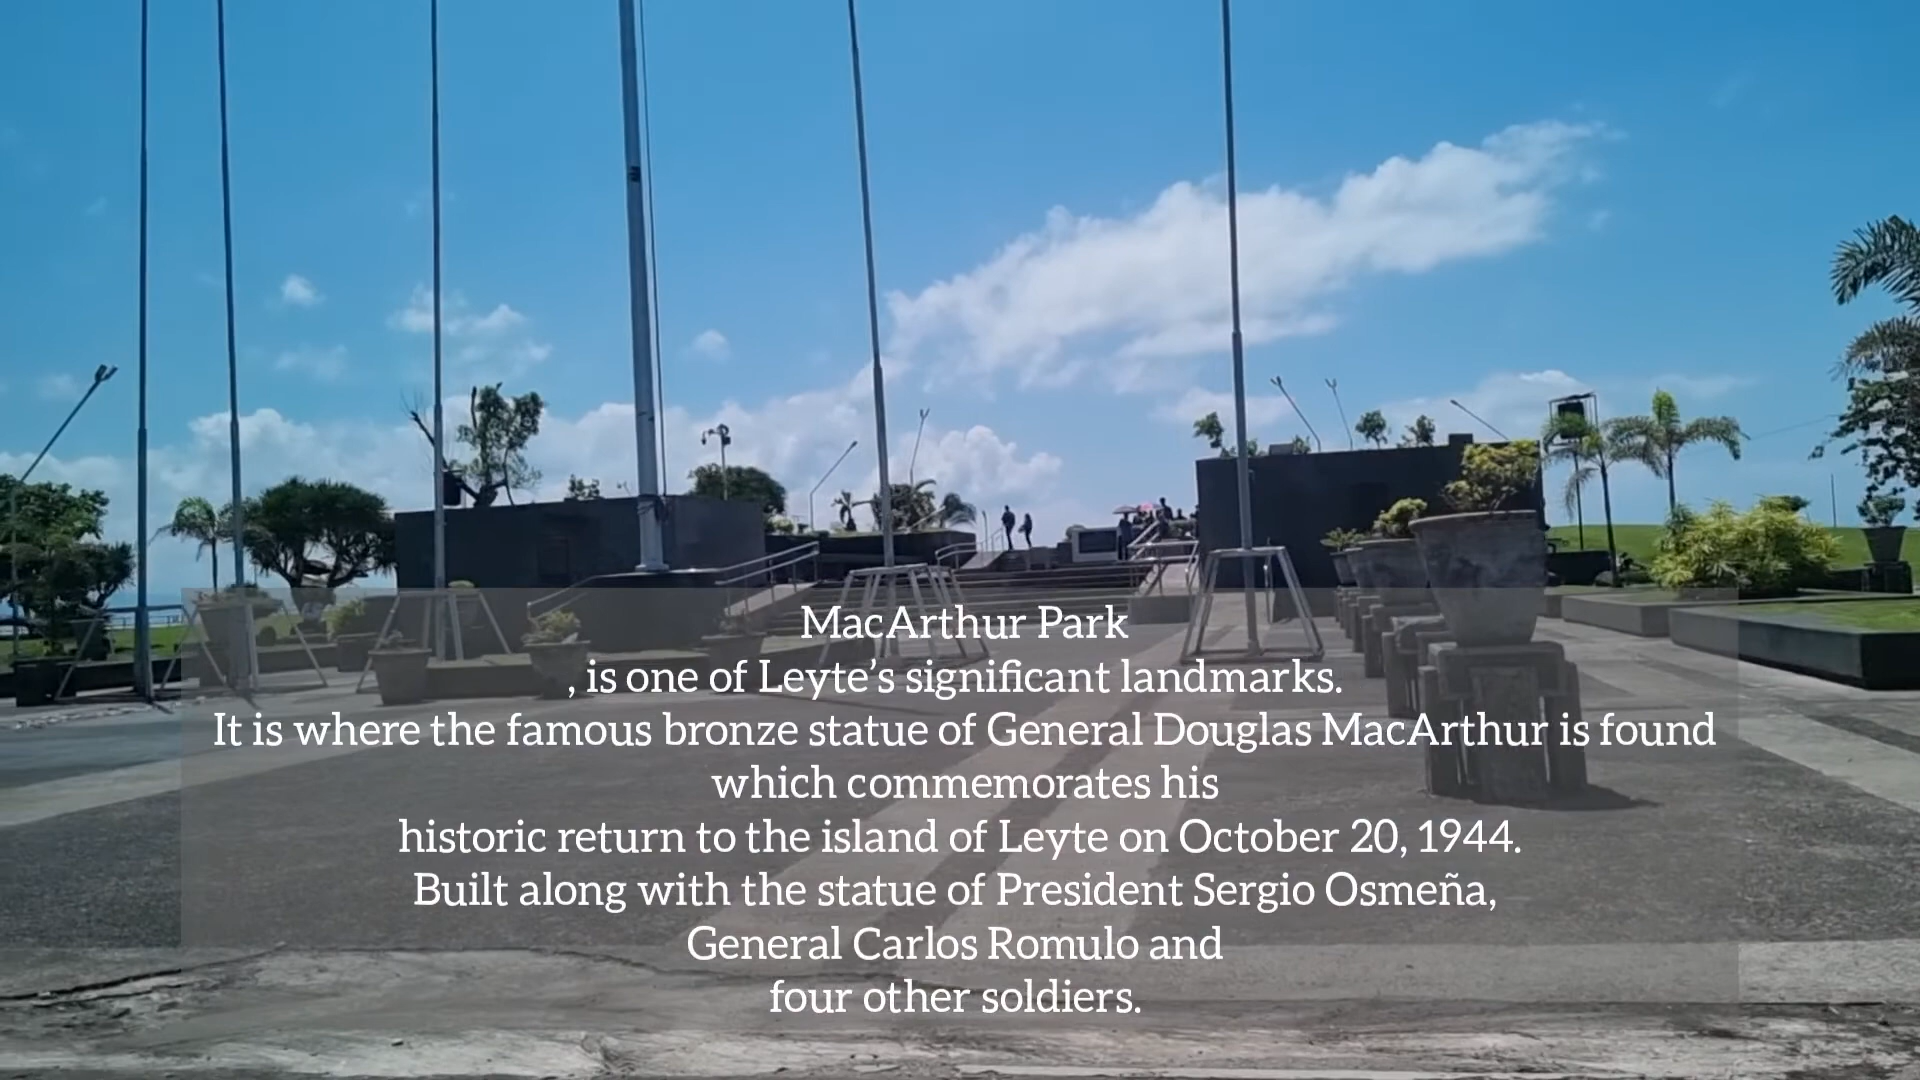 MacArthur Park
, is one of Leyte’s significant landmarks.
It is where the famous bronze statue of General Douglas MacArthur is found
which commemorates his
historic return to the island of Leyte on October 20, 1944.
Built along with the statue of President Sergio Osmeña,
General Carlos Romulo and
four other soldiers.